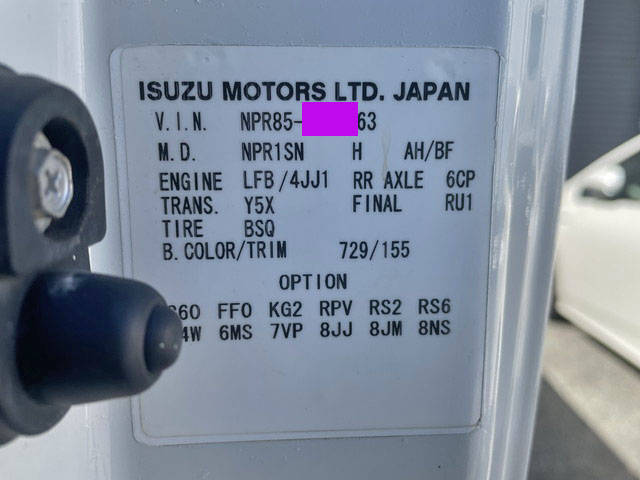 ISUZU MOTORS LTD. JAPAN
V.I.N. NPR85- 63
M.D. NPR1SN H AH/BF
ENGINE LFB/4JJ1 RR AXLE 6CP
TRANS. Y5X FINAL RU1
TIRE BSQ
B.COLOR/TRIM 729/155
OPTION
FF0 KG2 RPV RS2 RS6
6MS 7VP 8JJ 8JM 8NS